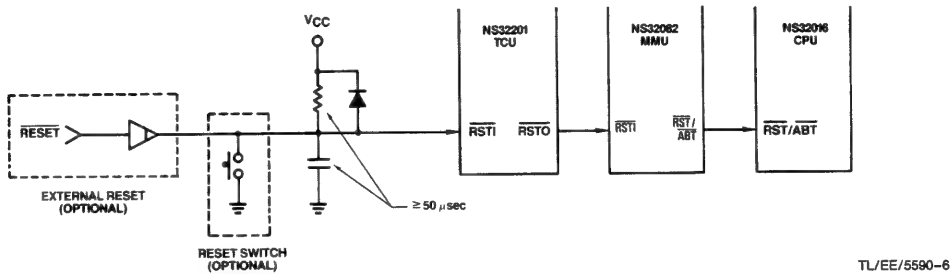 VCC
NS32201
TCU
NS32082
MMU
NS32016
CPU
RESET
RSTI
RSTO
RSTI
RST/
ABT
RST/ABT
EXTERNAL RESET
(OPTIONAL)
≥ 50 μsec
RESET SWITCH
(OPTIONAL)
TL/EE/5590-6